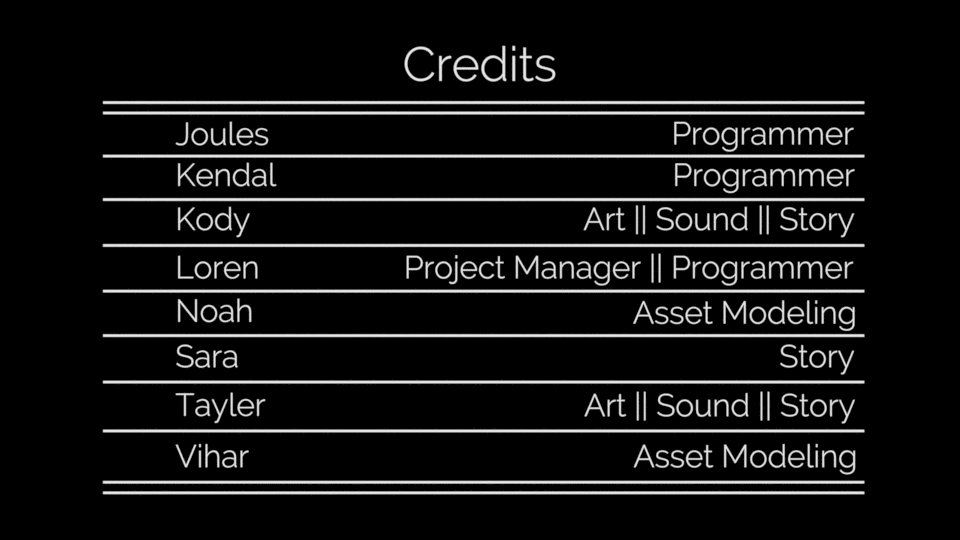 Credits
Joules Programmer
Kendal Programmer
Kody Art || Sound || Story
Loren Project Manager || Programmer
Noah Asset Modeling
Sara Story
Tayler Art || Sound || Story
Vihar Asset Modeling